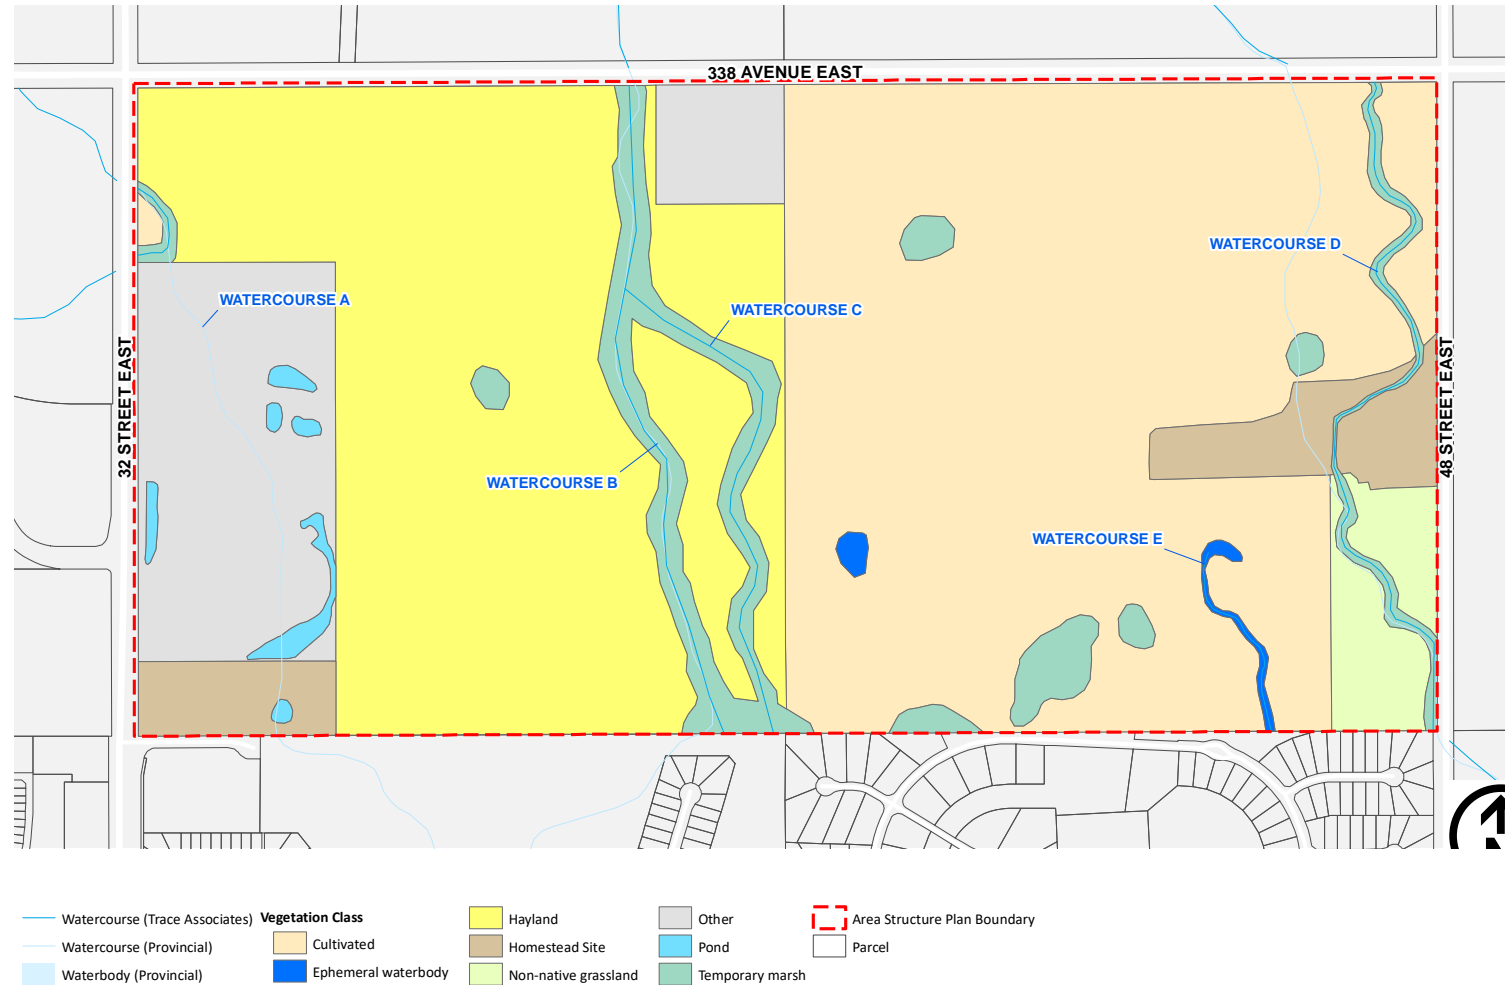 338 AVENUE EAST
WATERCOURSE D
WATERCOURSE A
WATERCOURSE C
32 STREET EAST
48 STREET EAST
WATERCOURSE B
WATERCOURSE E
Watercourse (Trace Associates)
Watercourse (Provincial)
Waterbody (Provincial)
Vegetation Class
Cultivated
Ephemeral waterbody
Hayland
Homestead Site
Non-native grassland
Other
Pond
Temporary marsh
Area Structure Plan Boundary
Parcel